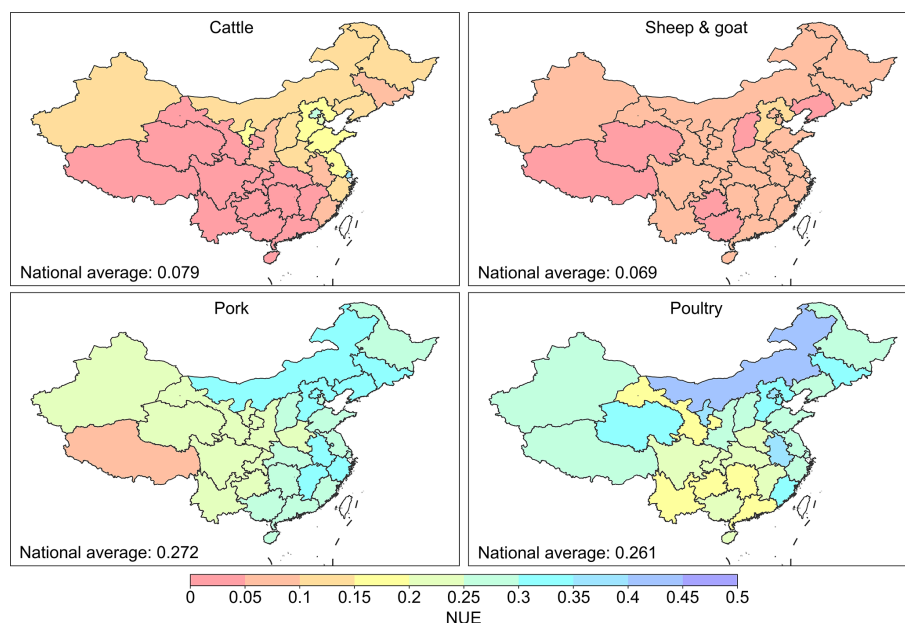 Cattle
Sheep & goat
National average: 0.079
National average: 0.069
Pork
Poultry
National average: 0.272
National average: 0.261
0 0.05 0.1 0.15 0.2 0.25 0.3 0.35 0.4 0.45 0.5
NUE